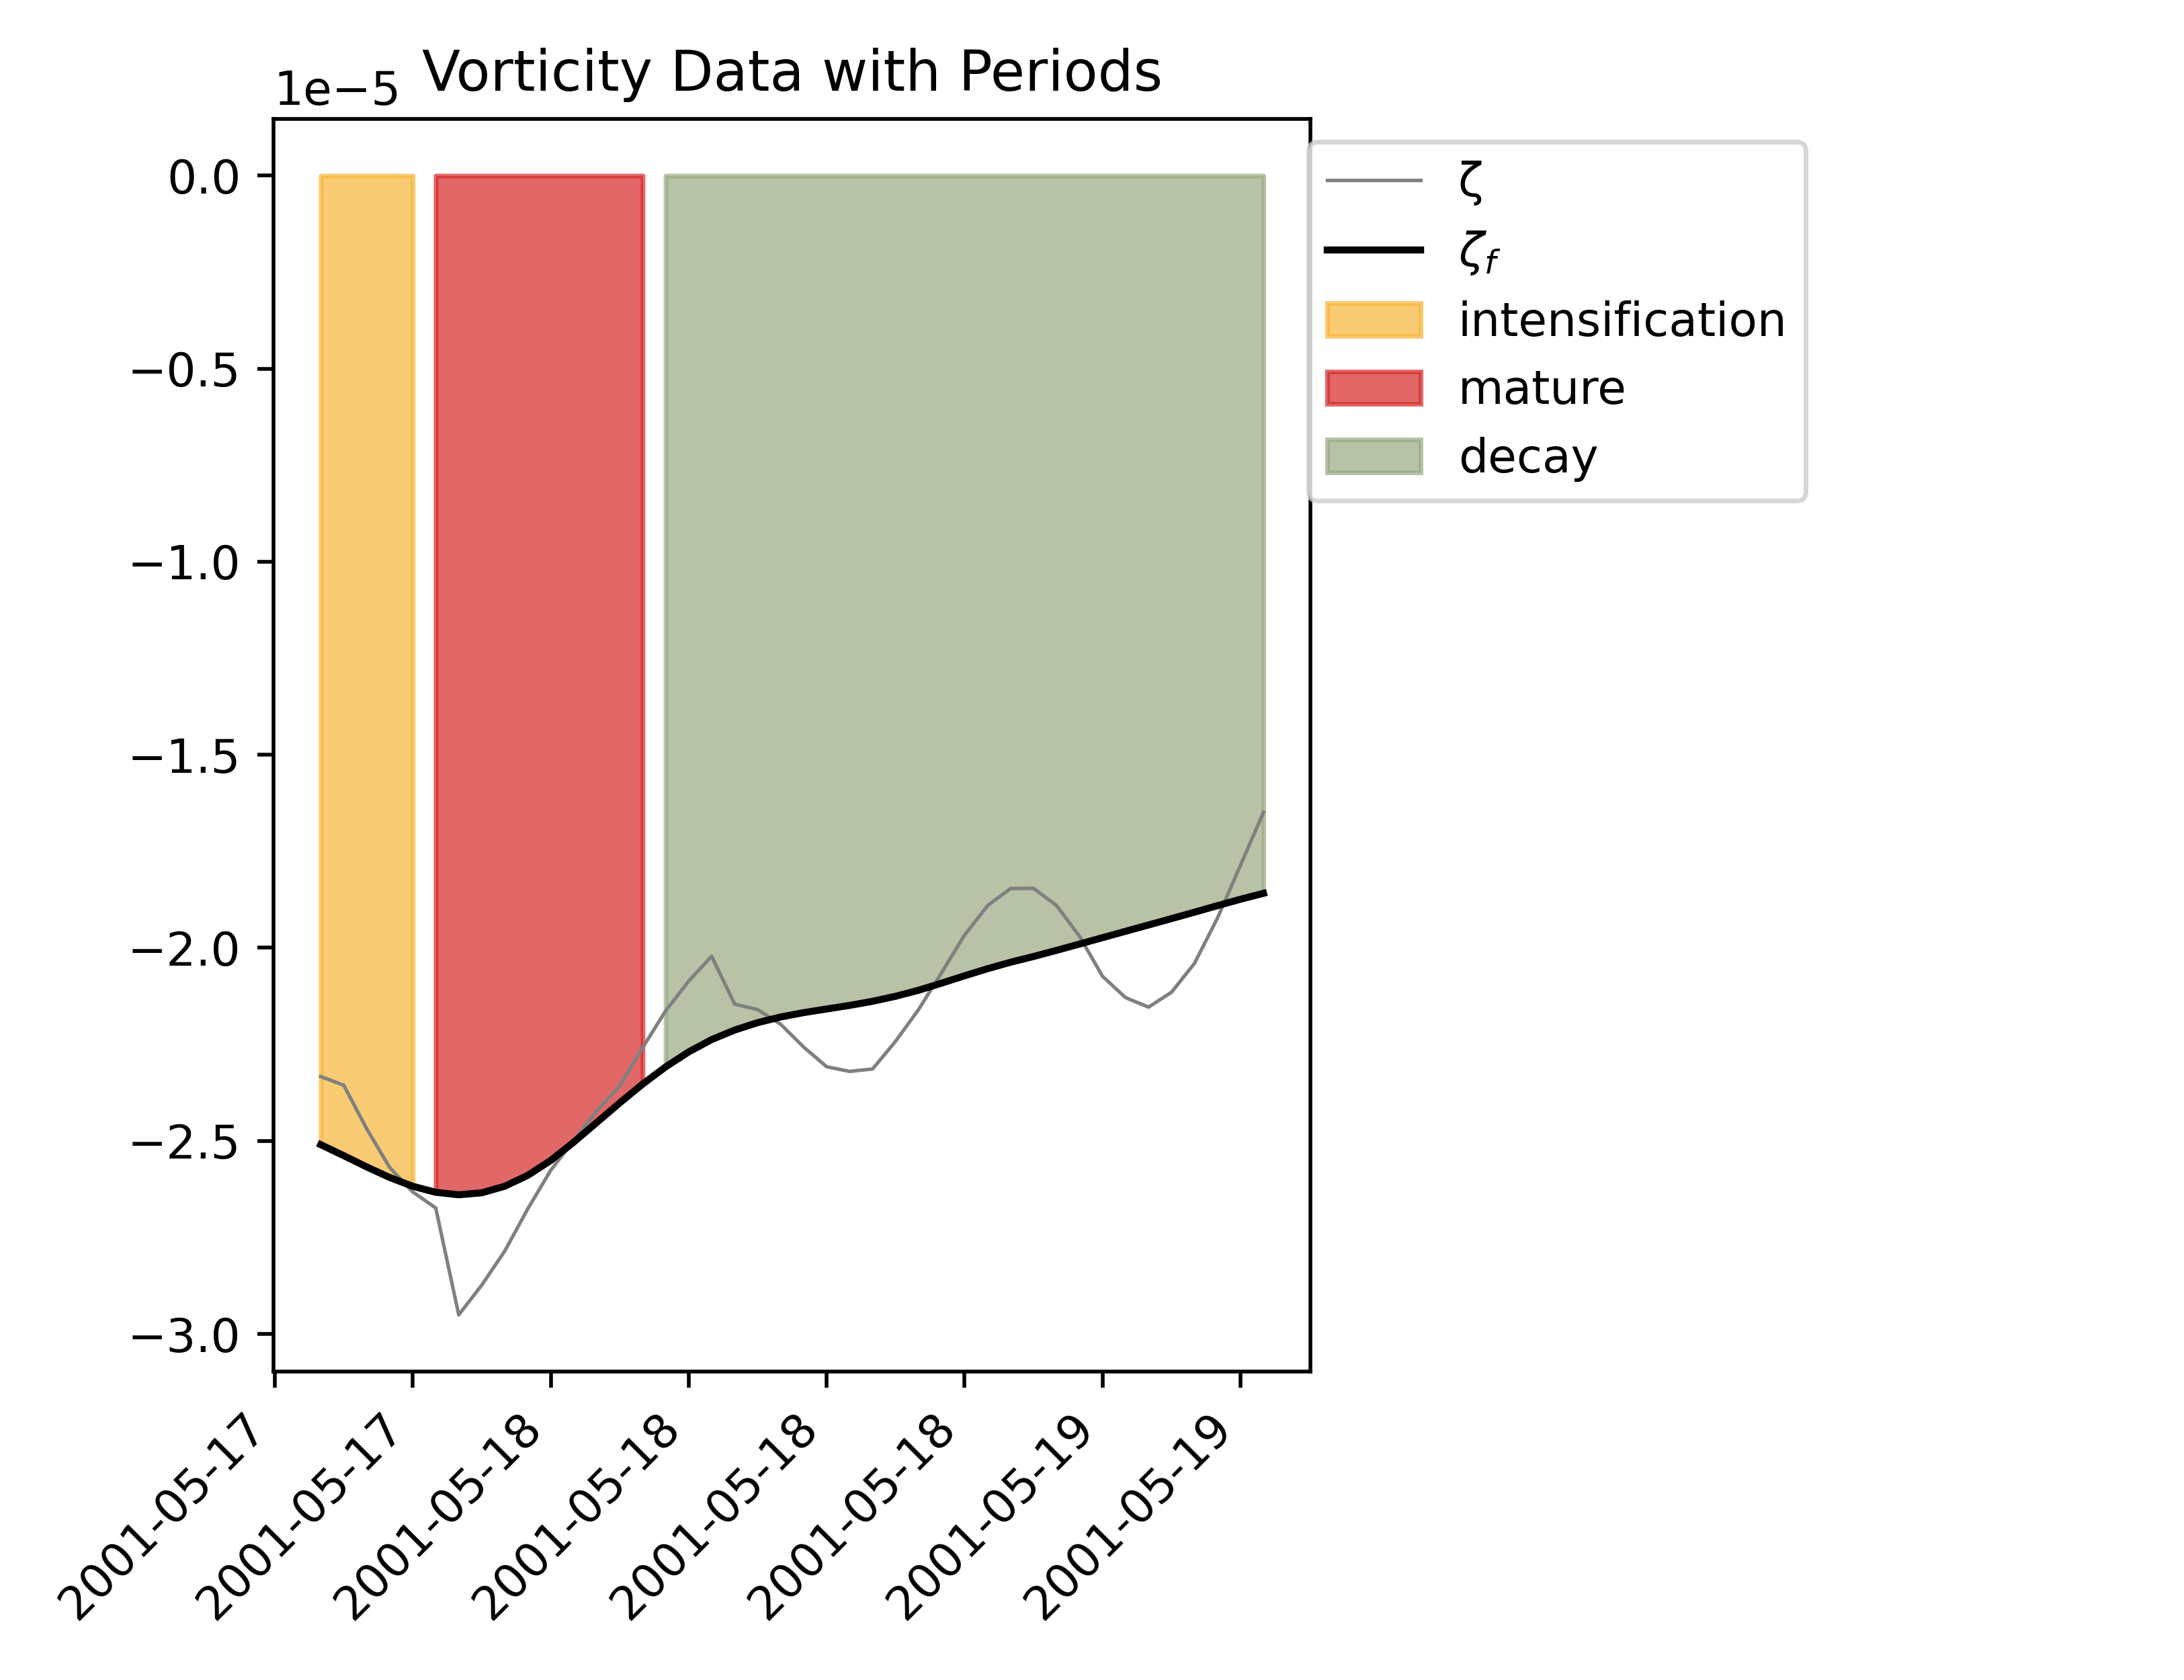 Vorticity Data with Periods
1e−5
0.0
−0.5
−1.0
−1.5
−2.0
−2.5
−3.0
2001-05-17
2001-05-17
2001-05-18
2001-05-18
2001-05-18
2001-05-18
2001-05-19
2001-05-19
ζ
ζf
intensification
mature
decay